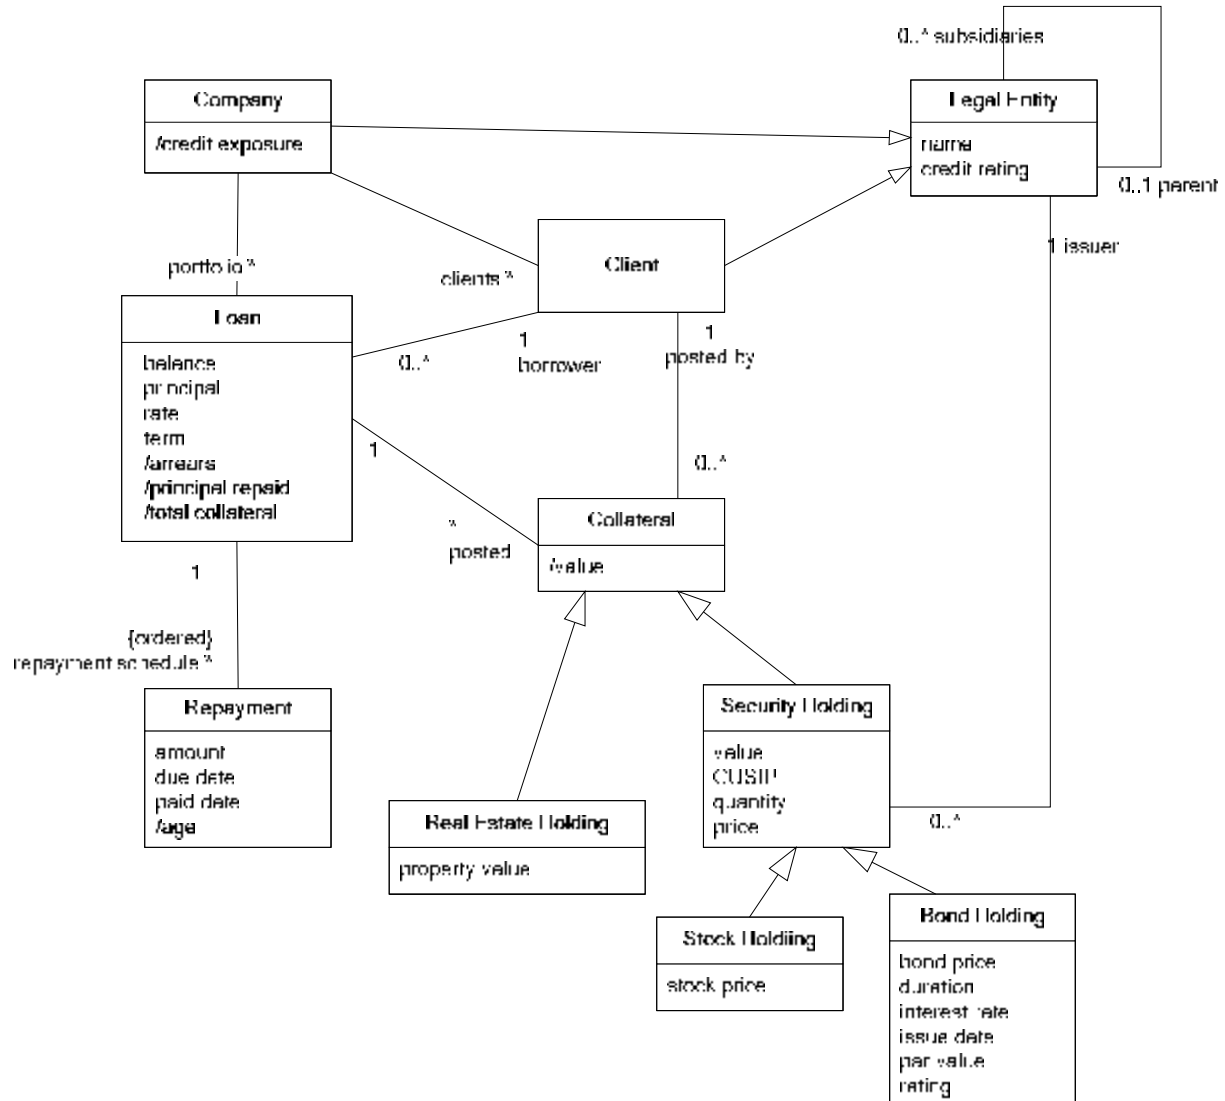 0..* subsidiaries
Company
Legal Entity
/credit exposure
name
credit rating
0..1 parent
1 issuer
Client
portfolio *
clients *
Loan
1
borrower
1
posted by
0..*
balance
principal
rate
term
/arrears
/principal repaid
/total collateral
1
0..*
Collateral
*
posted
/value
1
{ordered}
repayment schedule *
Repayment
Security Holding
amount
due date
paid date
/age
value
CUSIP
quantity
price
0..*
Real Estate Holding
property value
Stock Holdiing
Bond Holding
stock price
bond price
duration
interest rate
issue date
par value
rating